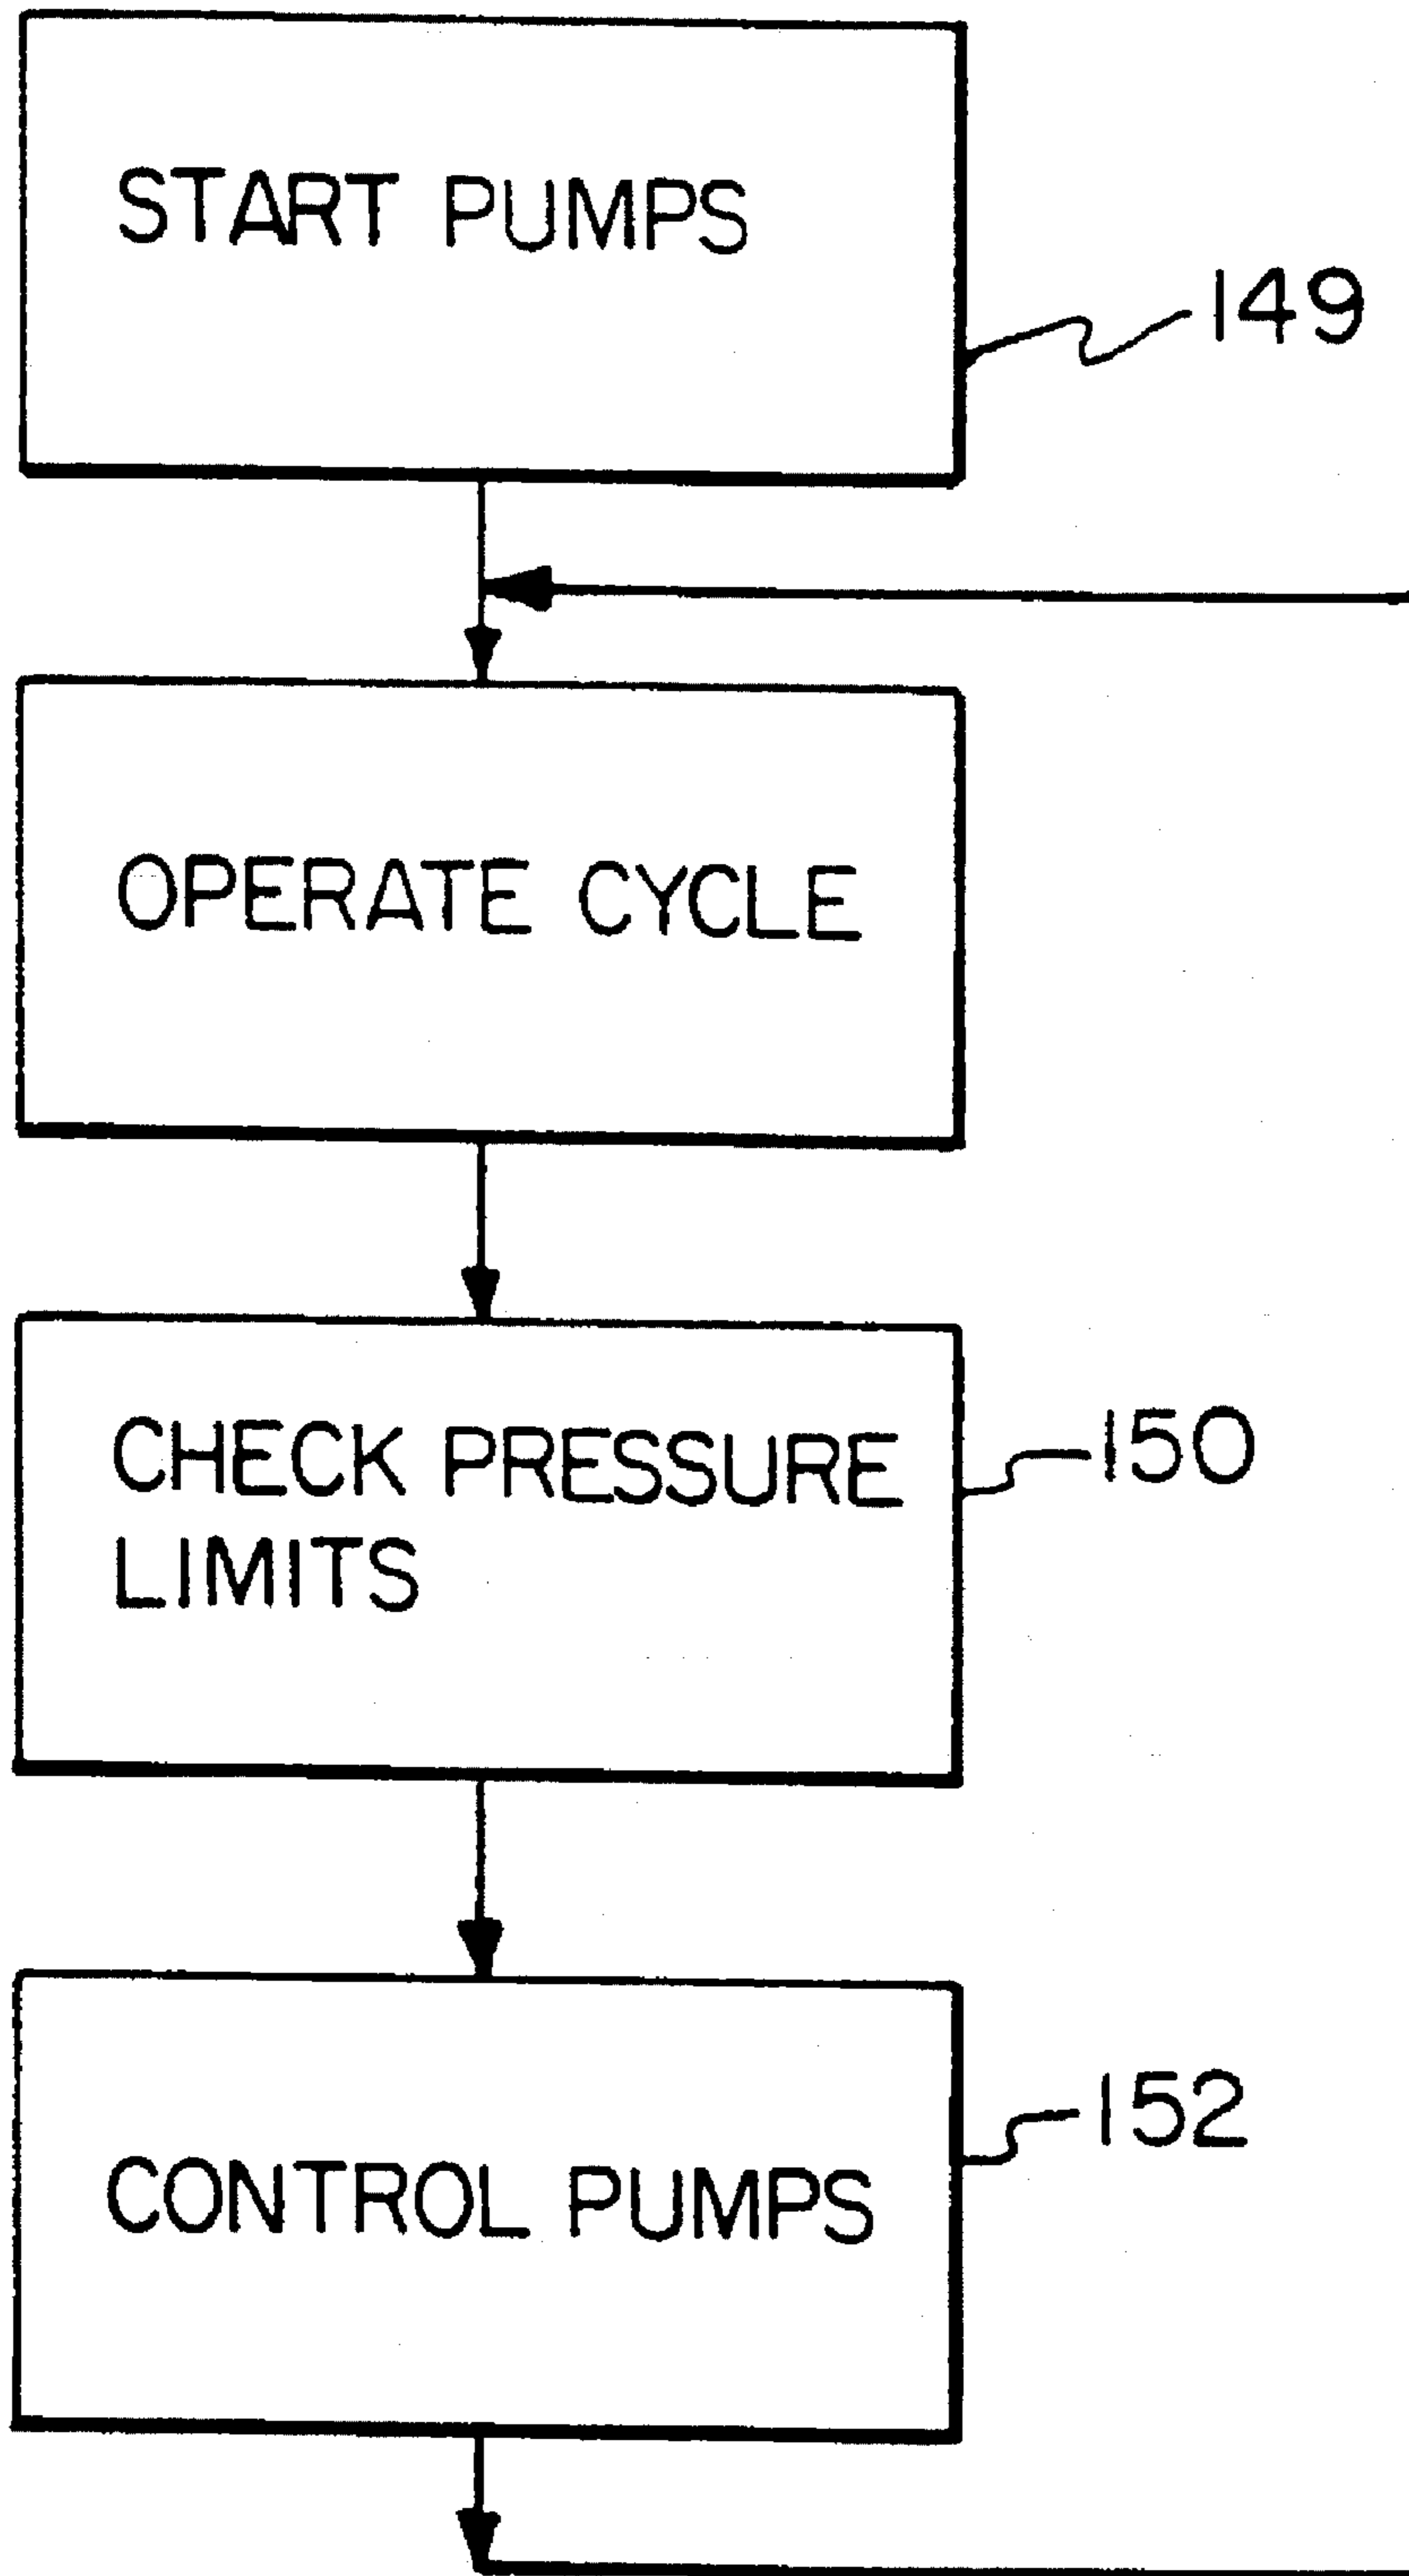 START PUMPS
149
OPERATE CYCLE
CHECK PRESSURE
LIMITS
150
CONTROL PUMPS
152